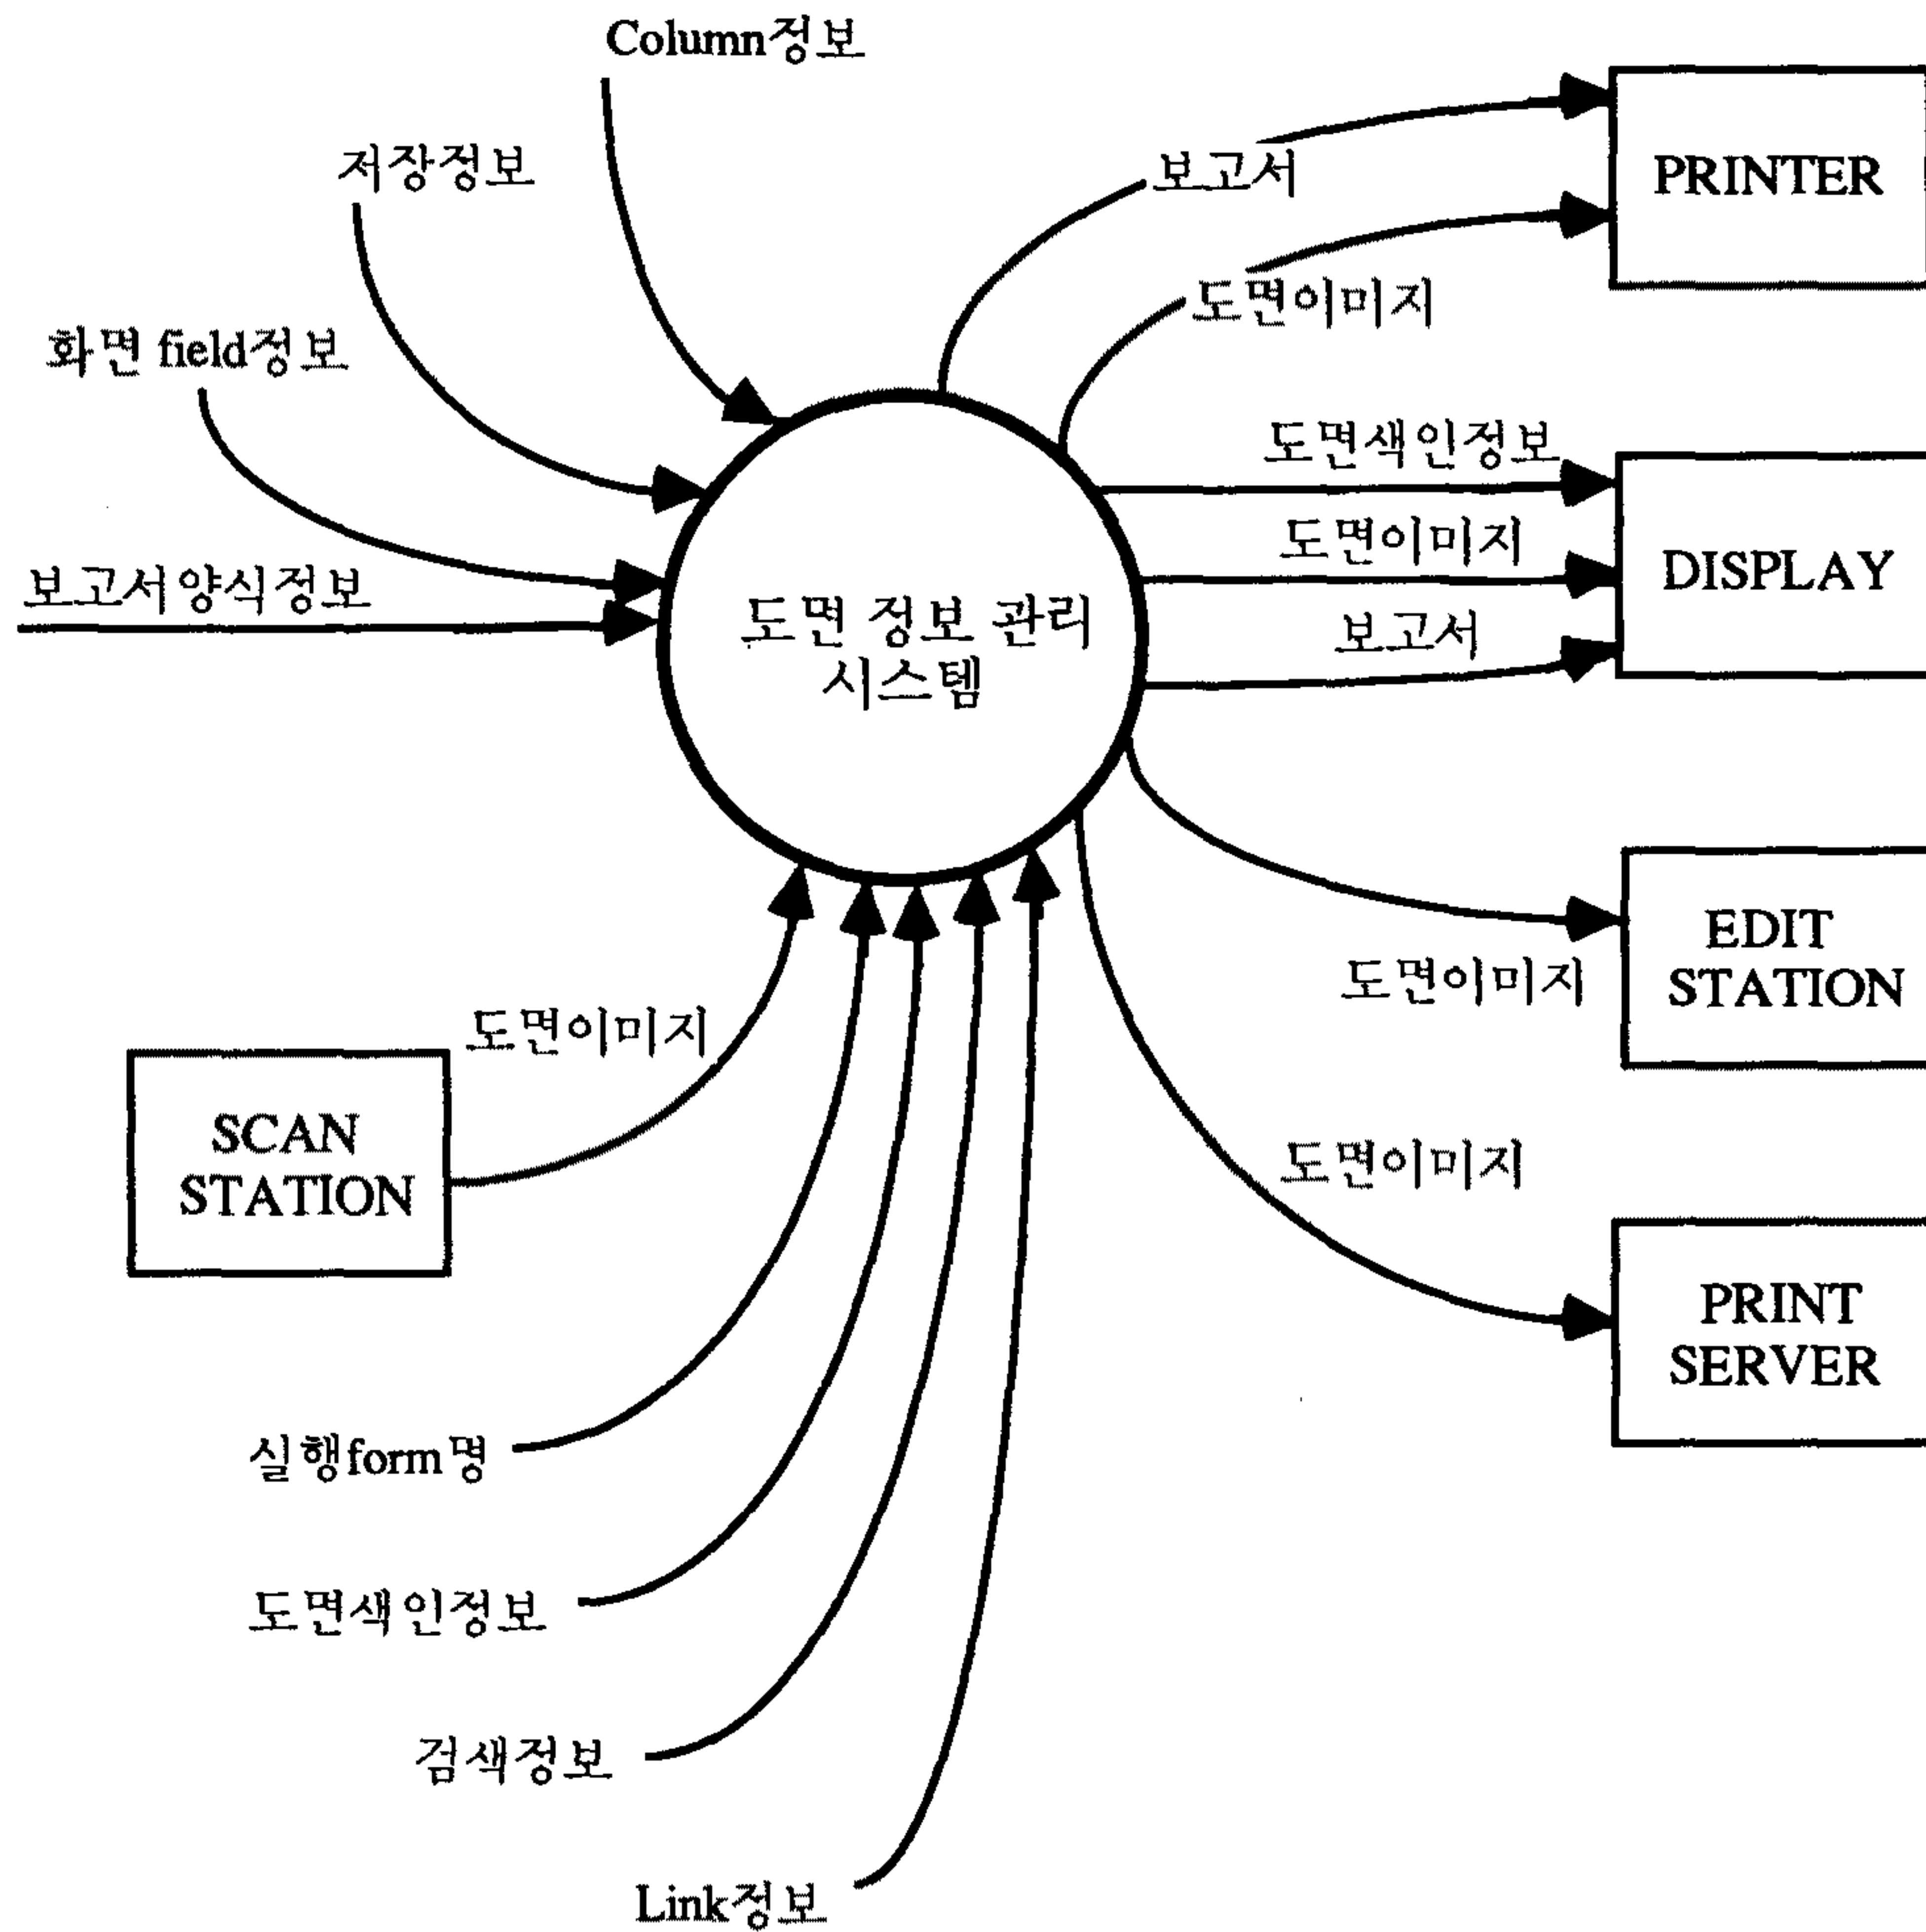 Column정보
저장정보
보고서
PRINTER
도면이미지
화면 field정보
도면색인정보
도면이미지
DISPLAY
보고서양식정보
보고서
도면 정보 관리
시스템
EDIT
STATION
도면이미지
도면이미지
SCAN
STATION
도면이미지
PRINT
SERVER
실행form명
도면색인정보
검색정보
Link정보